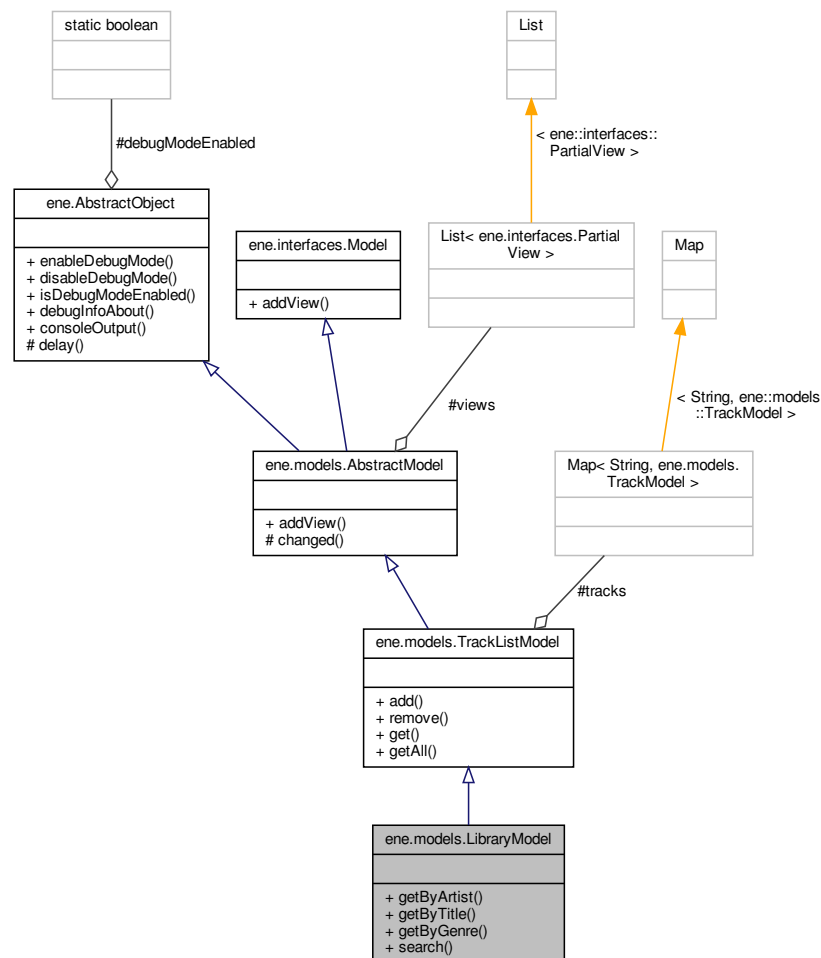 static boolean
List
#debugModeEnabled
< ene::interfaces::
PartialView >
ene.AbstractObject
+ enableDebugMode()
+ disableDebugMode()
+ isDebugModeEnabled()
+ debugInfoAbout()
+ consoleOutput()
# delay()
ene.interfaces.Model
+ addView()
List< ene.interfaces.Partial
View >
Map
#views
< String, ene::models
::TrackModel >
ene.models.AbstractModel
+ addView()
# changed()
Map< String, ene.models.
TrackModel >
#tracks
ene.models.TrackListModel
+ add()
+ remove()
+ get()
+ getAll()
ene.models.LibraryModel
+ getByArtist()
+ getByTitle()
+ getByGenre()
+ search()